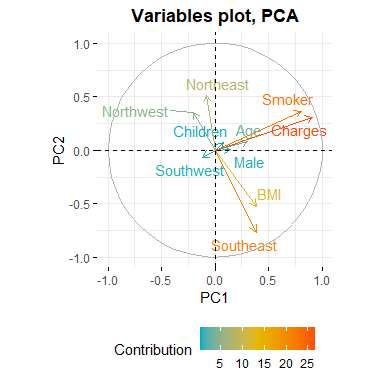 Variables plot, PCA
1.0
0.5
0.0
-0.5
-1.0
PC2
Northeast
Smoker
Northwest
Children
Age
Charges
Male
Southwest
BMI
Southeast
-1.0 -0.5 0.0 0.5 1.0
PC1
Contribution
5 10 15 20 25